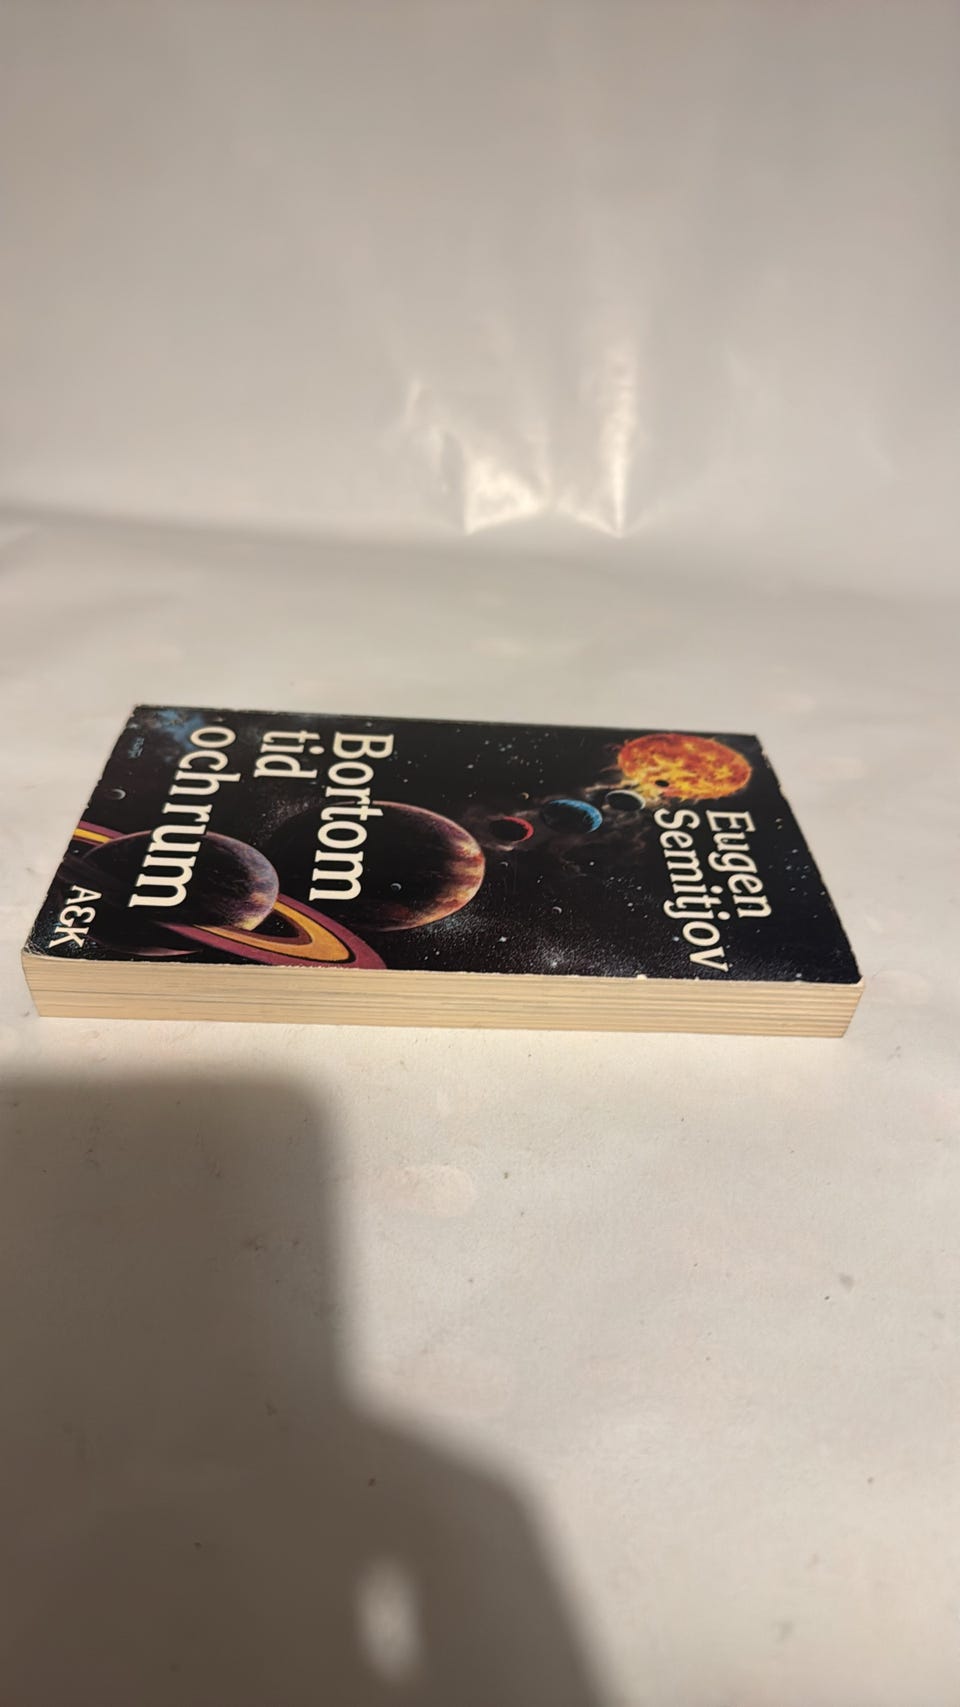 Eugen
Semitjov
Bortom
tid
och rum
A&K